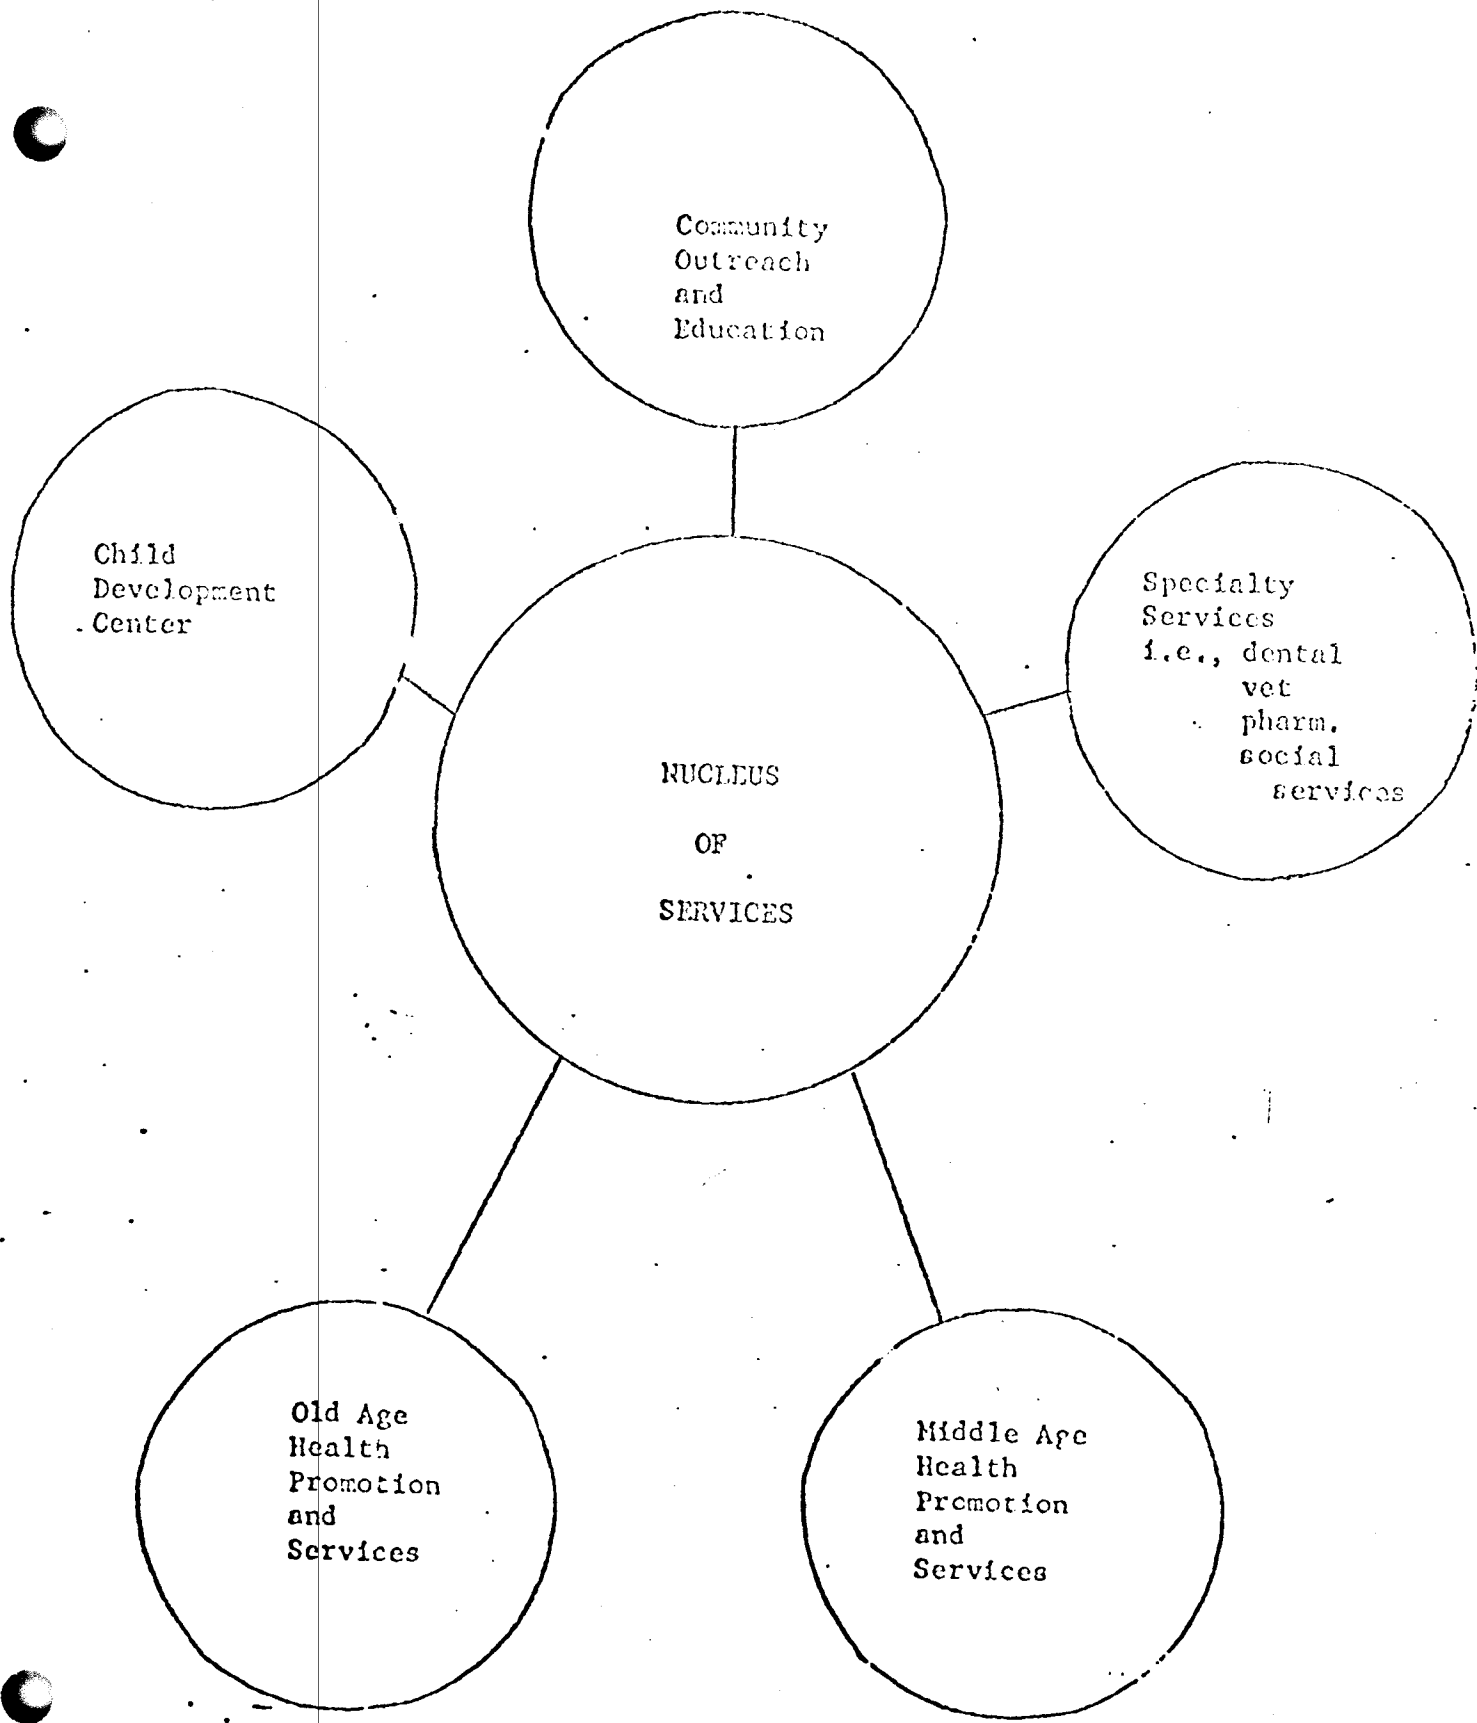 Community
Outreach
and
Education
Child
Development
Center
Specialty
Services
i.e., dental
vet
pharm.
social
services
NUCLEUS
OF
SERVICES
Old Age
Health
Promotion
and
Services
Middle Age
Health
Promotion
and
Services